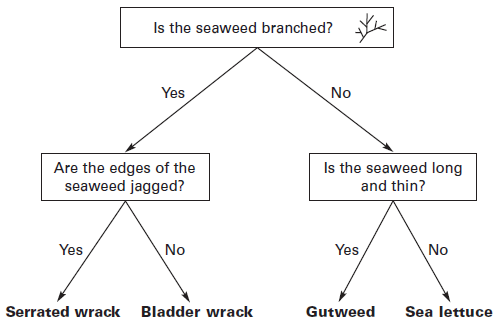 Is the seaweed branched?
Yes
No
Are the edges of the
seaweed jagged?
Is the seaweed long
and thin?
Yes
No
Yes
No
Serrated wrack
Bladder wrack
Gutweed
Sea lettuce